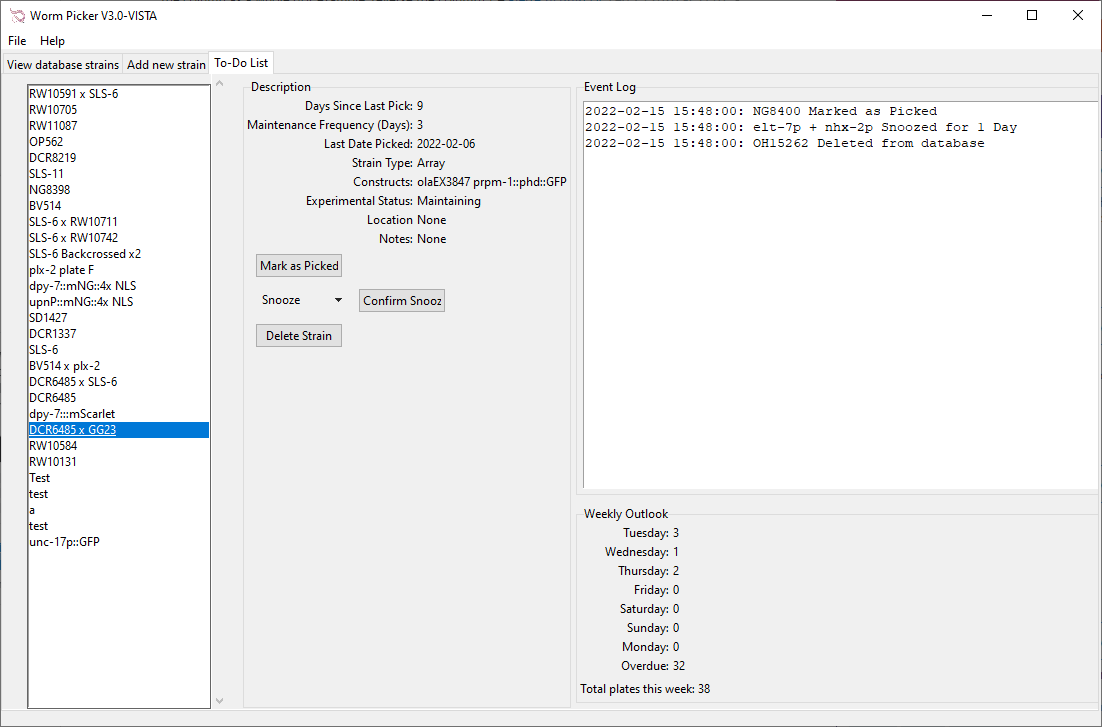 Worm Picker V3.0-VISTA
File Help
View database strains Add new strain To-Do List
RW10591 x SLS-6
RW10705
RW11087
OP562
DCR8219
SLS-11
NG8398
BV514
SLS-6 x RW10711
SLS-6 x RW10742
SLS-6 Backcrossed x2
plx-2 plate F
dpy-7::mNG::4x NLS
upnP::mNG::4x NLS
SD1427
DCR1337
SLS-6
BV514 x plx-2
DCR6485 x SLS-6
DCR6485
dpy-7:::mScarlet
DCR6485 x GG23
RW10584
RW10131
Test
test
a
test
unc-17p::GFP
Description
Days Since Last Pick: 9
Maintenance Frequency (Days): 3
Last Date Picked: 2022-02-06
Strain Type: Array
Constructs: olaEX3847 prpm-1::phd::GFP
Experimental Status: Maintaining
Location None
Notes: None
Mark as Picked
Snooze Confirm Snooz
Delete Strain
Event Log
2022-02-15 15:48:00: NG8400 Marked as Picked
2022-02-15 15:48:00: elt-7p + nhx-2p Snoozed for 1 Day
2022-02-15 15:48:00: OH15262 Deleted from database
Weekly Outlook
Tuesday: 3
Wednesday: 1
Thursday: 2
Friday: 0
Saturday: 0
Sunday: 0
Monday: 0
Overdue: 32
Total plates this week: 38